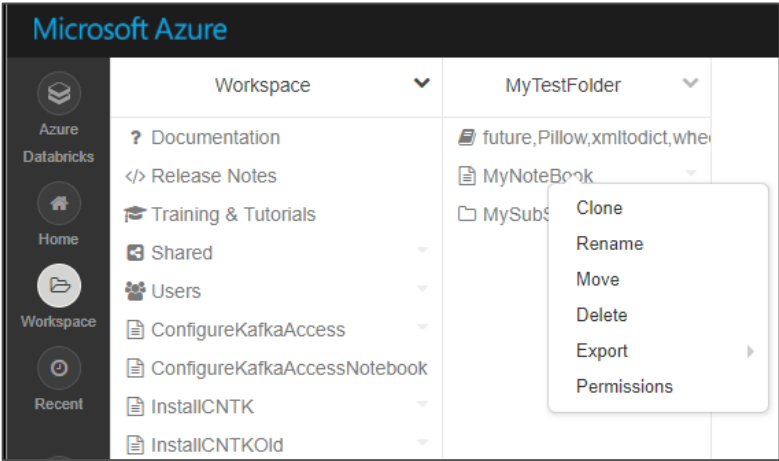 Microsoft Azure
Azure
Databricks
Home
Workspace
Recent
Workspace
Documentation
Release Notes
Training & Tutorials
Shared
Users
ConfigureKafkaAccess
ConfigureKafkaAccessNotebook
InstallCNTK
InstallCNTKOld
MyTestFolder
future,Pillow,xmltodict,whee
MyNoteBook
MySubS
Clone
Rename
Move
Delete
Export
Permissions